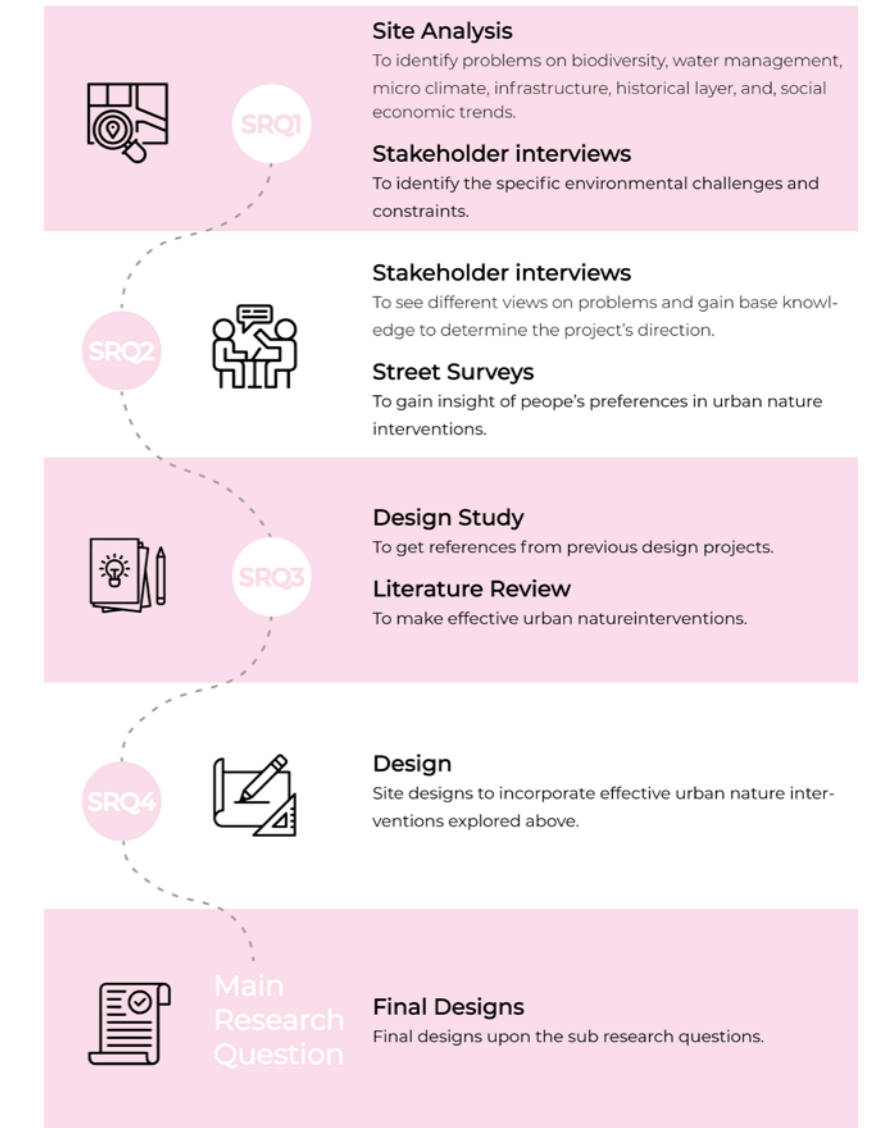 Site Analysis
To identify problems on biodiversity, water management,
micro climate, infrastructure, historical layer, and, social
economic trends.
SRQ1
Stakeholder interviews
To identify the specific environmental challenges and
constraints.
Stakeholder interviews
To see different views on problems and gain base knowl-
edge to determine the project's direction.
SRQ2
Street Surveys
To gain insight of peope's preferences in urban nature
interventions.
Design Study
To get references from previous design projects.
SRQ3
Literature Review
To make effective urban natureinterventions.
Design
Site designs to incorporate effective urban nature inter-
ventions explored above.
SRQ4
Main
Research
Question
Final Designs
Final designs upon the sub research questions.